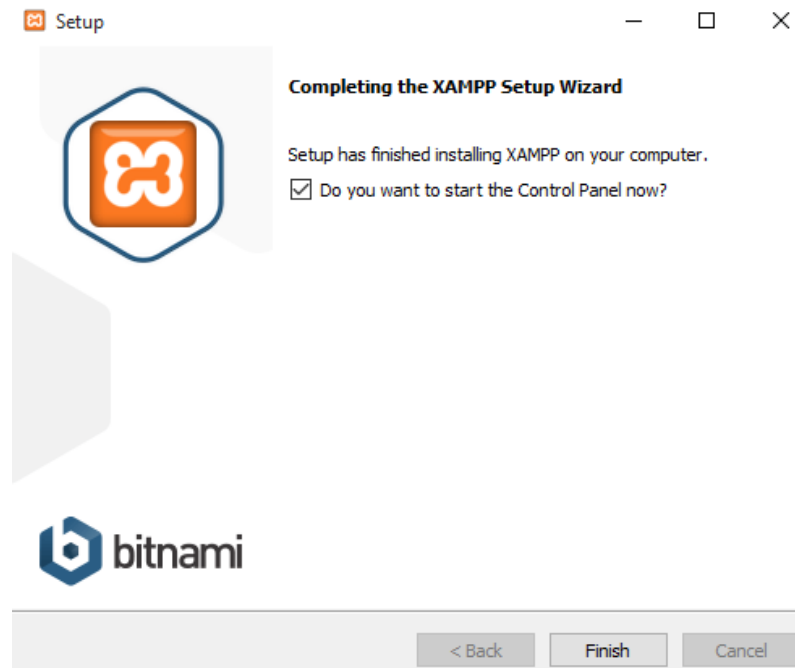 Setup
Completing the XAMPP Setup Wizard
Setup has finished installing XAMPP on your computer.
Do you want to start the Control Panel now?
bitnami
< Back
Finish
Cancel